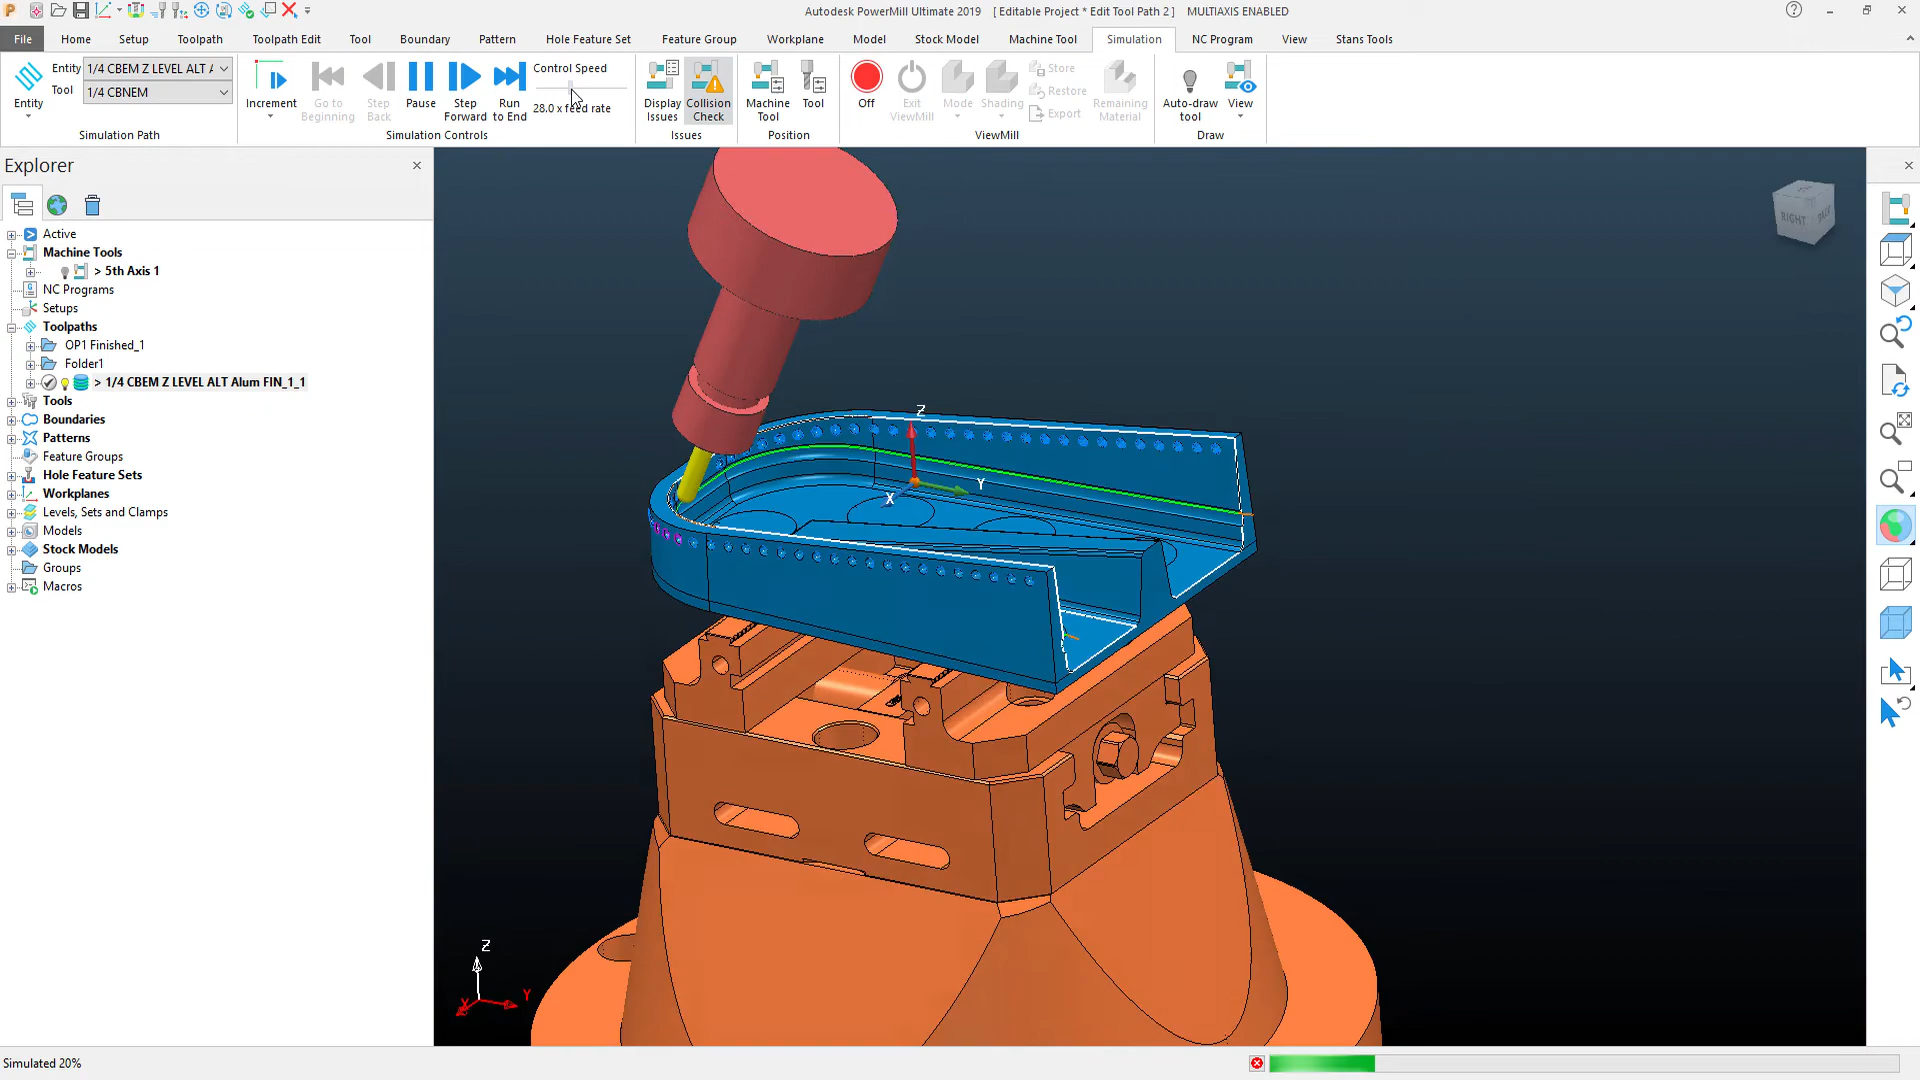 Autodesk PowerMill Ultimate 2019 [ Editable Project * Edit Tool Path 2 ] MULTIAXIS ENABLED
File Home Setup Toolpath Toolpath Edit Tool Boundary Pattern Hole Feature Set Feature Group Workplane Model Stock Model Machine Tool Simulation NC Program View Stans Tools
Entity
Entity 1/4 CBEM Z LEVEL ALT
Tool 1/4 CBNEM
Simulation Path
Increment
Go to Beginning
Step Back
Pause
Step Forward
Run to End
Control Speed
28.0 x feed rate
Simulation Controls
Display Issues
Collision Check
Issues
Machine Tool
Tool
Position
Off
Exit ViewMill
Mode
Shading
Store
Restore
Export
Remaining Material
ViewMill
Auto-draw tool
View
Draw
Explorer
Active
Machine Tools
> 5th Axis 1
NC Programs
Setups
Toolpaths
OP1 Finished_1
Folder1
> 1/4 CBEM Z LEVEL ALT Alum FIN_1_1
Tools
Boundaries
Patterns
Feature Groups
Hole Feature Sets
Workplanes
Levels, Sets and Clamps
Models
Stock Models
Groups
Macros
RIGHT BACK
Z
Y
X
Z
Y
X
Simulated 20%